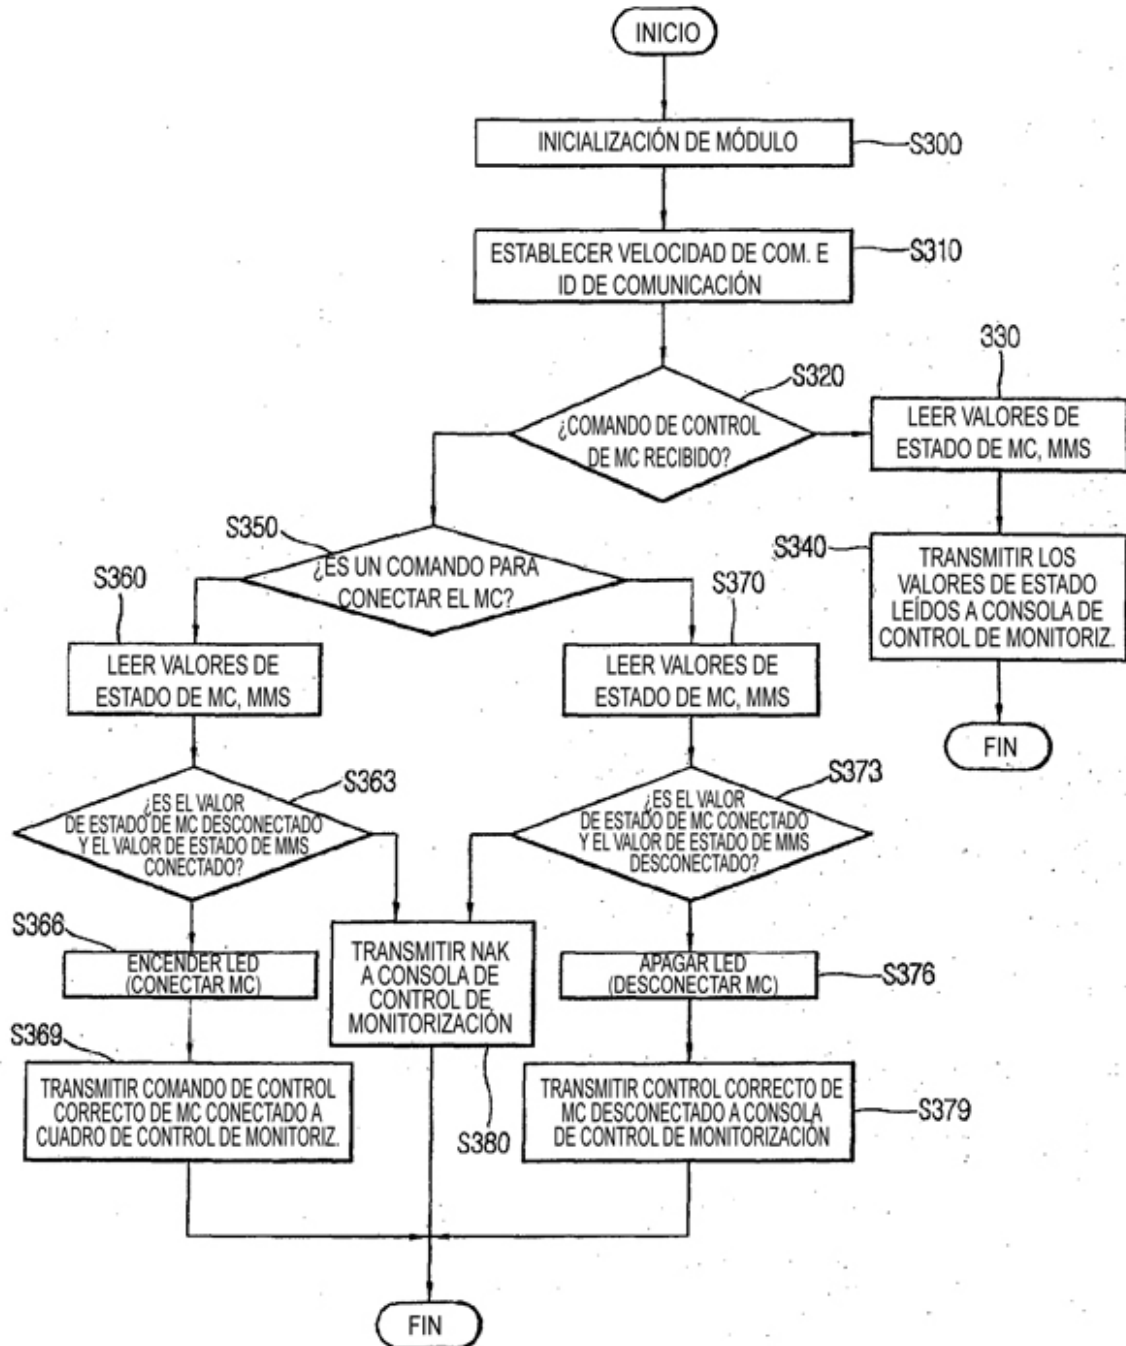 INICIO
INICIALIZACIÓN DE MÓDULO
S300
ESTABLECER VELOCIDAD DE COM. E
ID DE COMUNICACIÓN
S310
¿COMANDO DE CONTROL
DE MC RECIBIDO?
S320
330
LEER VALORES DE
ESTADO DE MC, MMS
S340
TRANSMITIR LOS
VALORES DE ESTADO
LEÍDOS A CONSOLA DE
CONTROL DE MONITORIZ.
FIN
S350
¿ES UN COMANDO PARA
CONECTAR EL MC?
S360
LEER VALORES DE
ESTADO DE MC, MMS
S370
LEER VALORES DE
ESTADO DE MC, MMS
S363
¿ES EL VALOR
DE ESTADO DE MC DESCONECTADO
Y EL VALOR DE ESTADO DE MMS
CONECTADO?
S373
¿ES EL VALOR
DE ESTADO DE MC CONECTADO
Y EL VALOR DE ESTADO DE MMS
DESCONECTADO?
S366
ENCENDER LED
(CONECTAR MC)
TRANSMITIR NAK
A CONSOLA DE
CONTROL DE
MONITORIZACIÓN
S380
APAGAR LED
(DESCONECTAR MC)
S376
S369
TRANSMITIR COMANDO DE CONTROL
CORRECTO DE MC CONECTADO A
CUADRO DE CONTROL DE MONITORIZ.
TRANSMITIR CONTROL CORRECTO DE
MC DESCONECTADO A CONSOLA
DE CONTROL DE MONITORIZACIÓN
S379
FIN